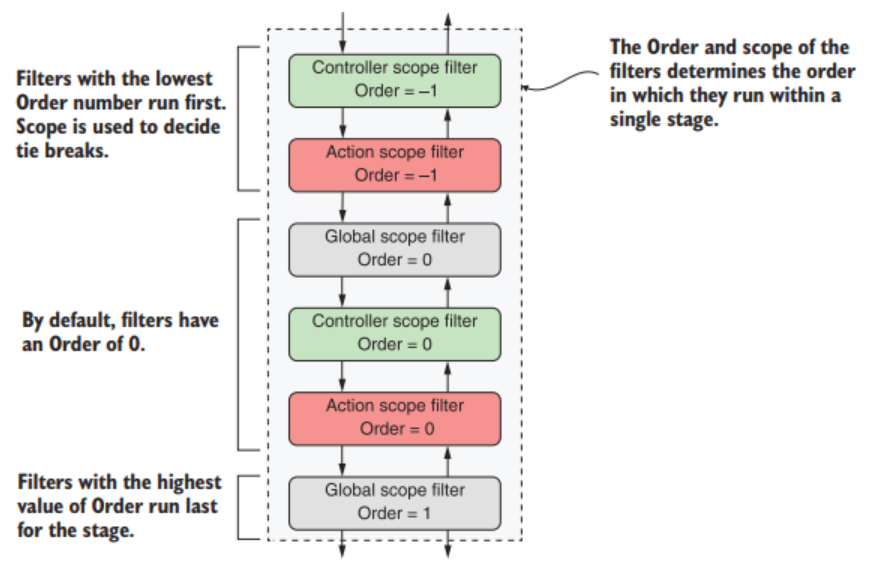 Filters with the lowest
Order number run first.
Scope is used to decide
tie breaks.
The Order and scope of the
filters determines the order
in which they run within a
single stage.
Controller scope filter
Order = –1
Action scope filter
Order = –1
Global scope filter
Order = 0
By default, filters have
an Order of 0.
Controller scope filter
Order = 0
Action scope filter
Order = 0
Filters with the highest
value of Order run last
for the stage.
Global scope filter
Order = 1